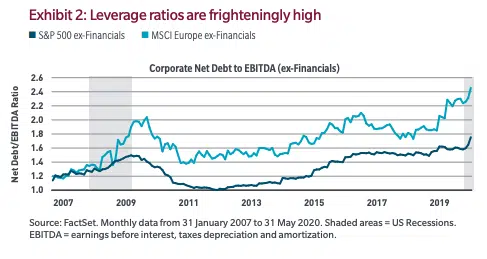 Exhibit 2: Leverage ratios are frighteningly high
S&P 500 ex-Financials MSCI Europe ex-Financials
Corporate Net Debt to EBITDA (ex-Financials)
Net Debt/EBITDA Ratio
2.6
2.4
2.2
2.0
1.8
1.6
1.4
1.2
1.0
2007 2009 2011 2013 2015 2017 2019
Source: FactSet. Monthly data from 31 January 2007 to 31 May 2020. Shaded areas = US Recessions.
EBITDA = earnings before interest, taxes depreciation and amortization.